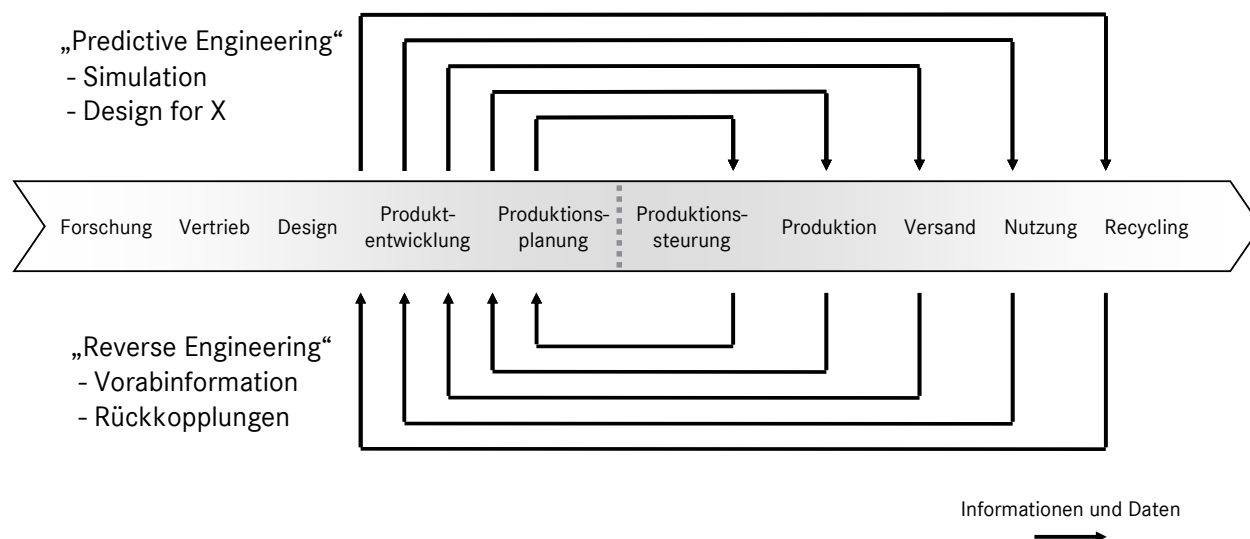 „Predictive Engineering“
- Simulation
- Design for X
Forschung
Vertrieb
Design
Produkt-
entwicklung
Produktions-
planung
Produktions-
steurung
Produktion
Versand
Nutzung
Recycling
„Reverse Engineering“
- Vorabinformation
- Rückkopplungen
Informationen und Daten